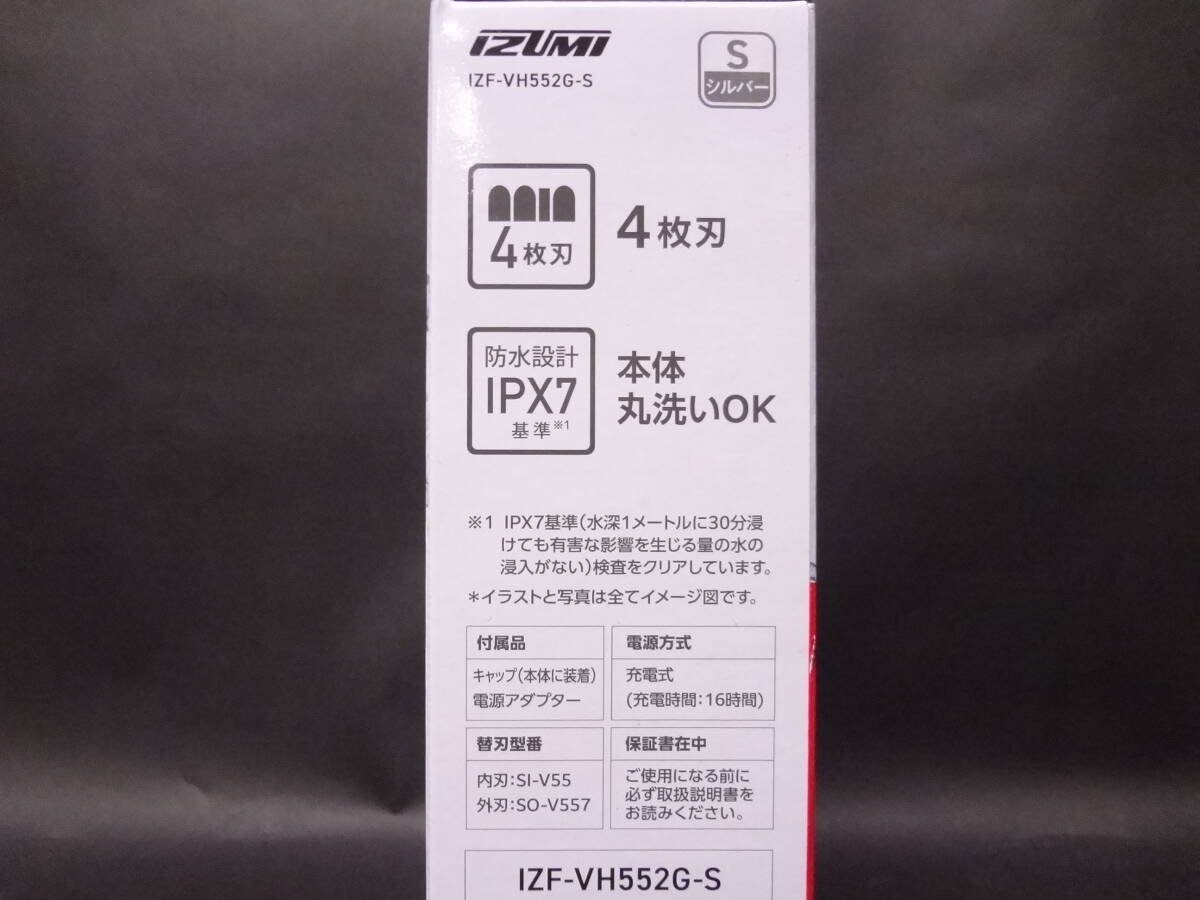 IZUMI
IZF-VH552G-S
S
シルバー
4枚刃
4枚刃
防水設計
IPX7
基準※1
本体
丸洗いOK
※1 IPX7基準(水深1メートルに30分浸
けても有害な影響を生じる量の水の
浸入がない)検査をクリアしています。
*イラストと写真は全てイメージ図です。
付属品
キャップ(本体に装着)
電源アダプター
電源方式
充電式
(充電時間:16時間)
替刃型番
内刃:SI-V55
外刃:SO-V557
保証書在中
ご使用になる前に
必ず取扱説明書を
お読みください。
IZF-VH552G-S